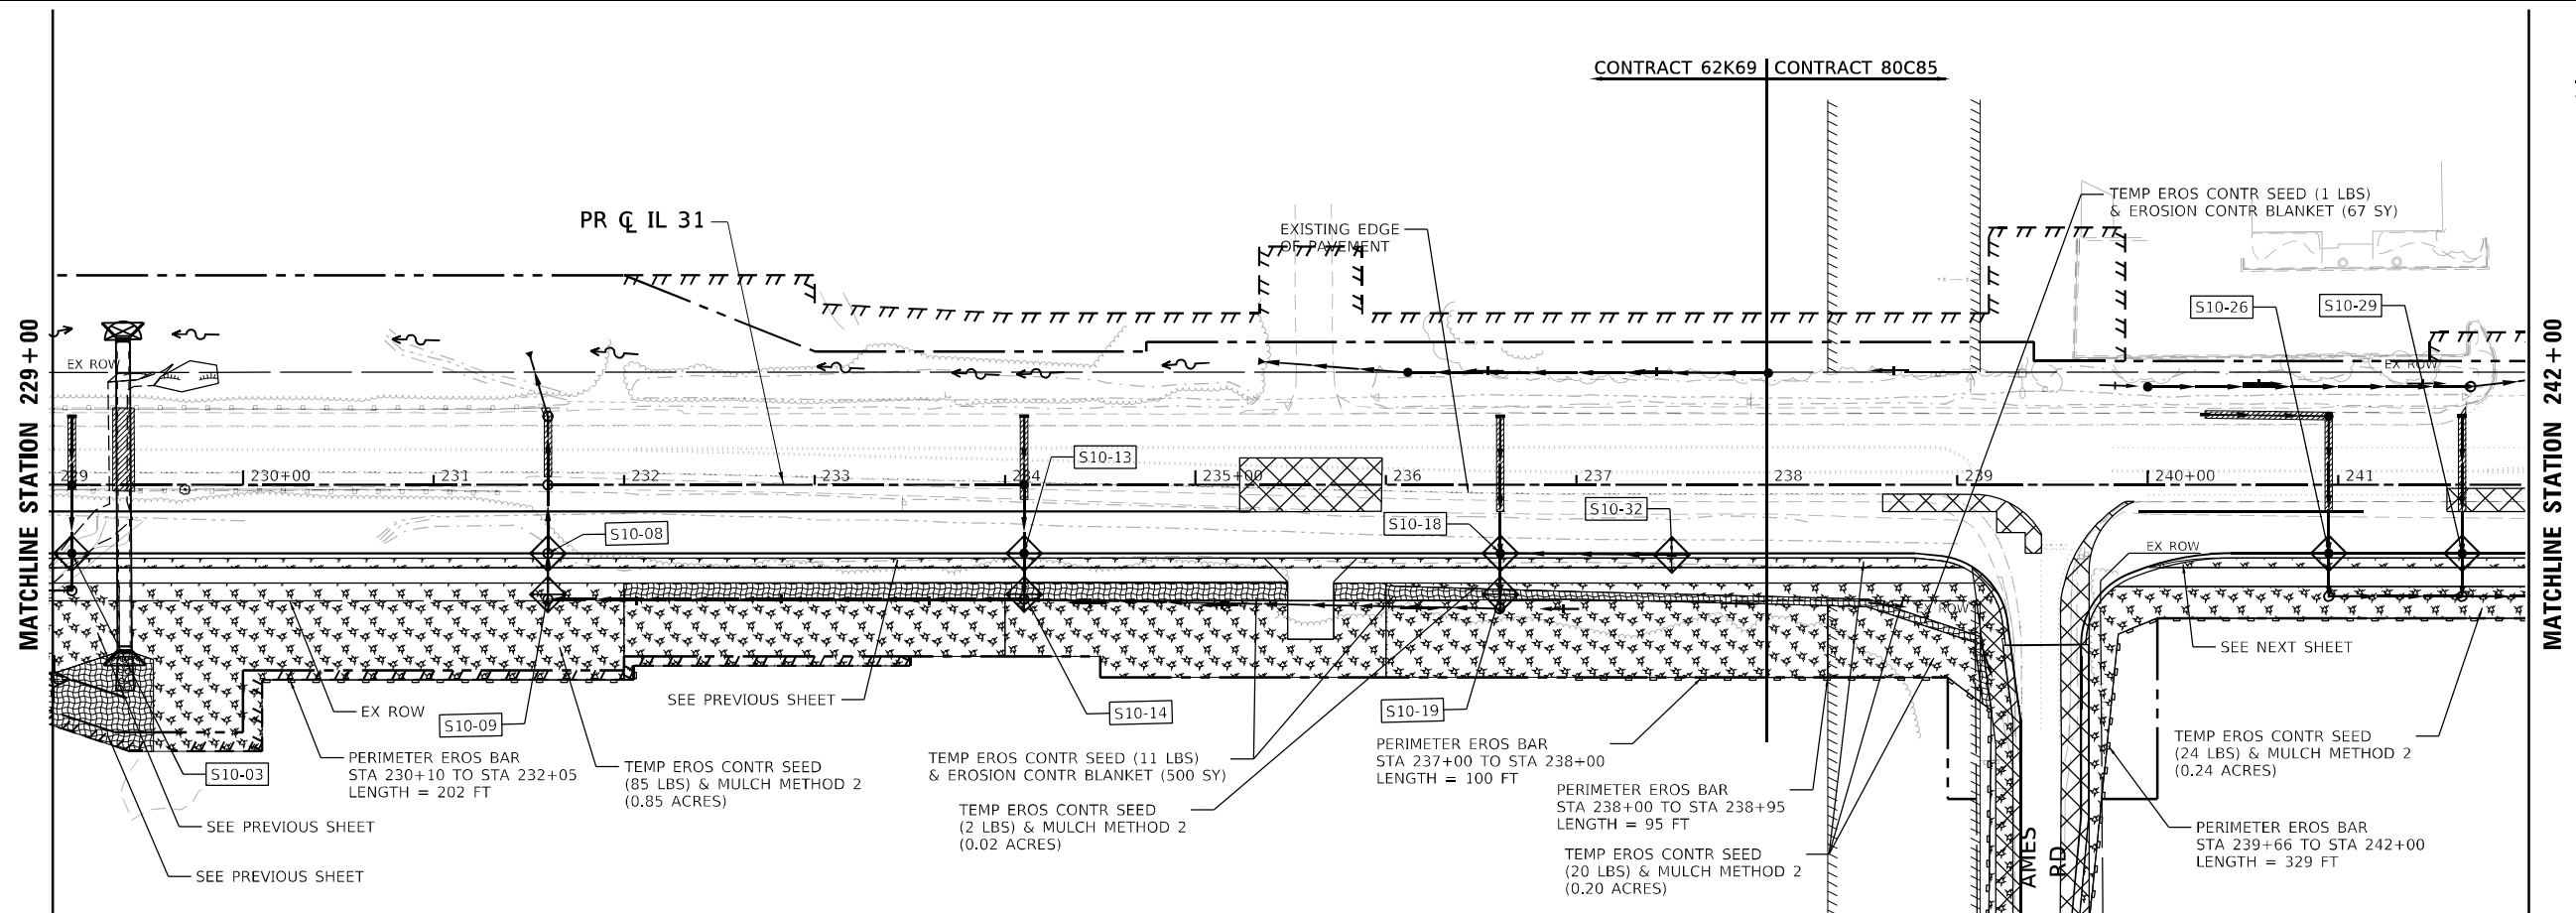 CONTRACT 62K69
CONTRACT 80C85
TEMP EROS CONTR SEED (1 LBS)
& EROSION CONTR BLANKET (67 SY)
PR ℄ IL 31
EXISTING EDGE
OF PAVEMENT
S10-26
S10-29
MATCHLINE STATION 229+00
MATCHLINE STATION 242+00
EX ROW
EX ROW
S10-13
229
230+00
231
232
233
234
235+00
236
237
238
239
240+00
241
S10-08
S10-18
S10-32
EX ROW
EX ROW
SEE NEXT SHEET
SEE PREVIOUS SHEET
EX ROW
S10-09
S10-14
S10-19
S10-03
PERIMETER EROS BAR
STA 230+10 TO STA 232+05
LENGTH = 202 FT
TEMP EROS CONTR SEED
(85 LBS) & MULCH METHOD 2
(0.85 ACRES)
TEMP EROS CONTR SEED (11 LBS)
& EROSION CONTR BLANKET (500 SY)
TEMP EROS CONTR SEED
(2 LBS) & MULCH METHOD 2
(0.02 ACRES)
PERIMETER EROS BAR
STA 237+00 TO STA 238+00
LENGTH = 100 FT
PERIMETER EROS BAR
STA 238+00 TO STA 238+95
LENGTH = 95 FT
TEMP EROS CONTR SEED
(20 LBS) & MULCH METHOD 2
(0.20 ACRES)
TEMP EROS CONTR SEED
(24 LBS) & MULCH METHOD 2
(0.24 ACRES)
PERIMETER EROS BAR
STA 239+66 TO STA 242+00
LENGTH = 329 FT
SEE PREVIOUS SHEET
SEE PREVIOUS SHEET
AMES
RD